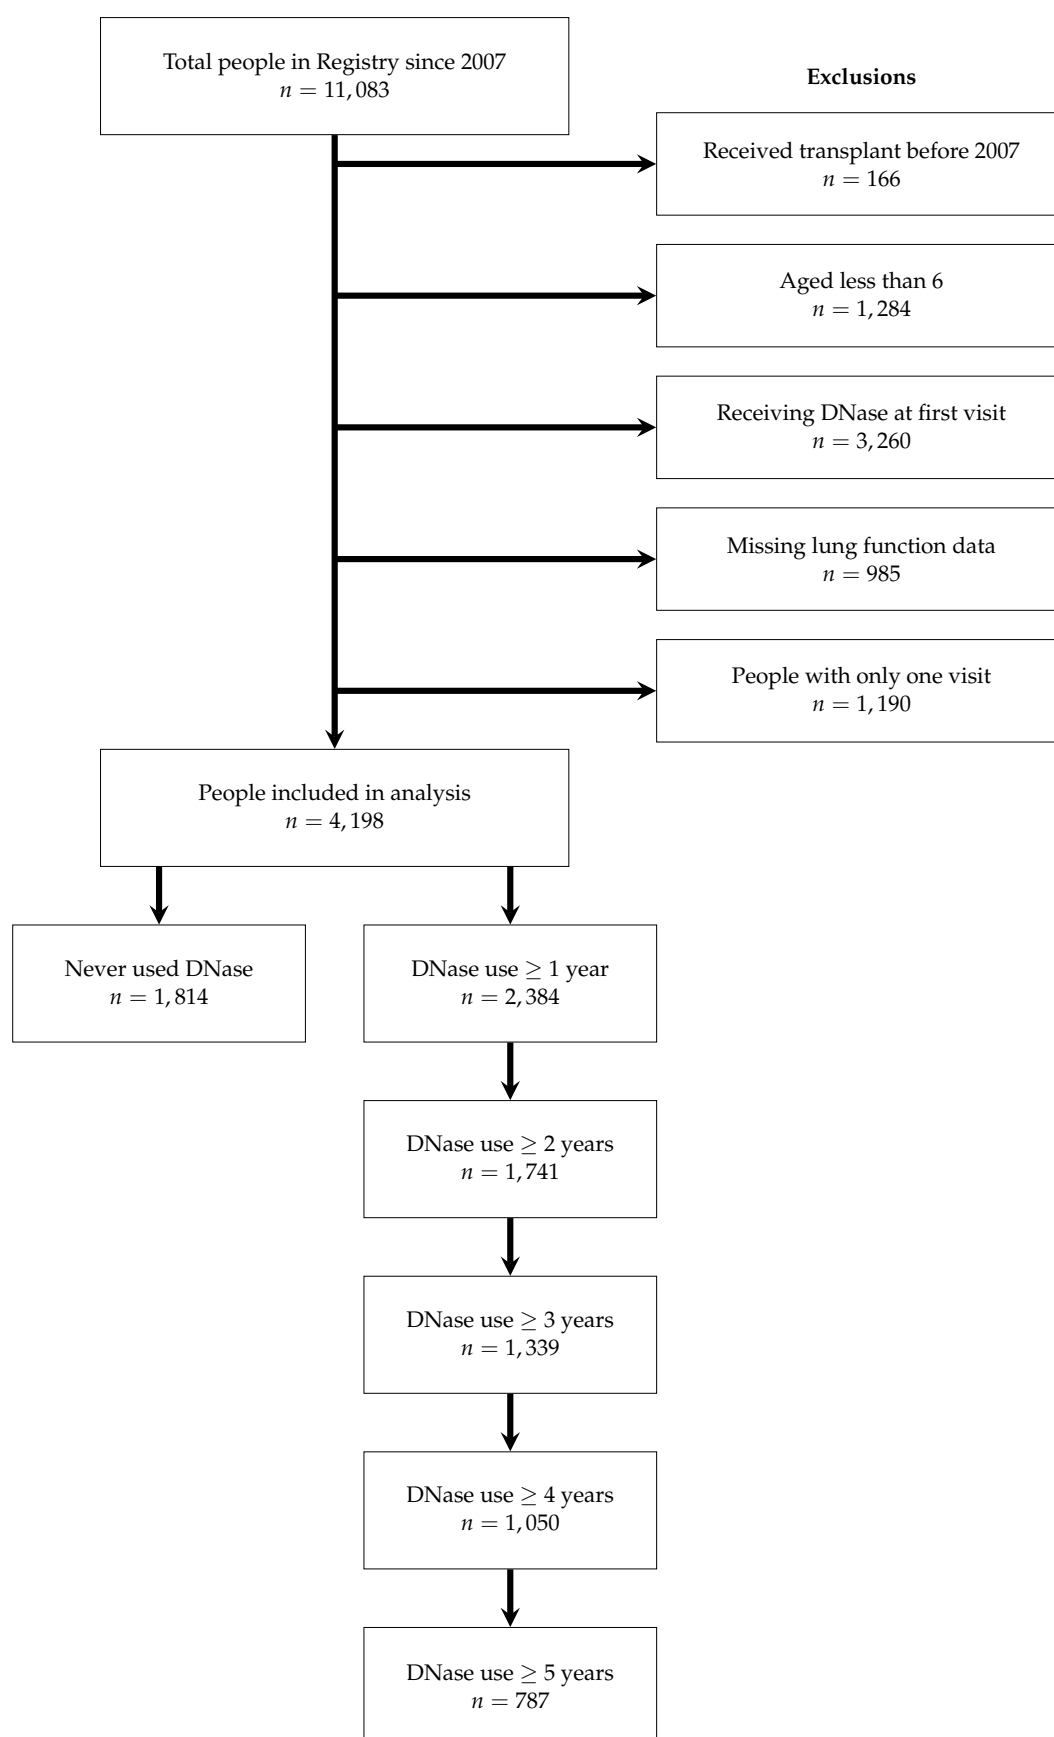 Total people in Registry since 2007
n = 11, 083
Exclusions
Received transplant before 2007
n = 166
Aged less than 6
n = 1, 284
Receiving DNase at first visit
n = 3, 260
Missing lung function data
n = 985
People with only one visit
n = 1, 190
People included in analysis
n = 4, 198
Never used DNase
n = 1, 814
DNase use ≥ 1 year
n = 2, 384
DNase use ≥ 2 years
n = 1, 741
DNase use ≥ 3 years
n = 1, 339
DNase use ≥ 4 years
n = 1, 050
DNase use ≥ 5 years
n = 787